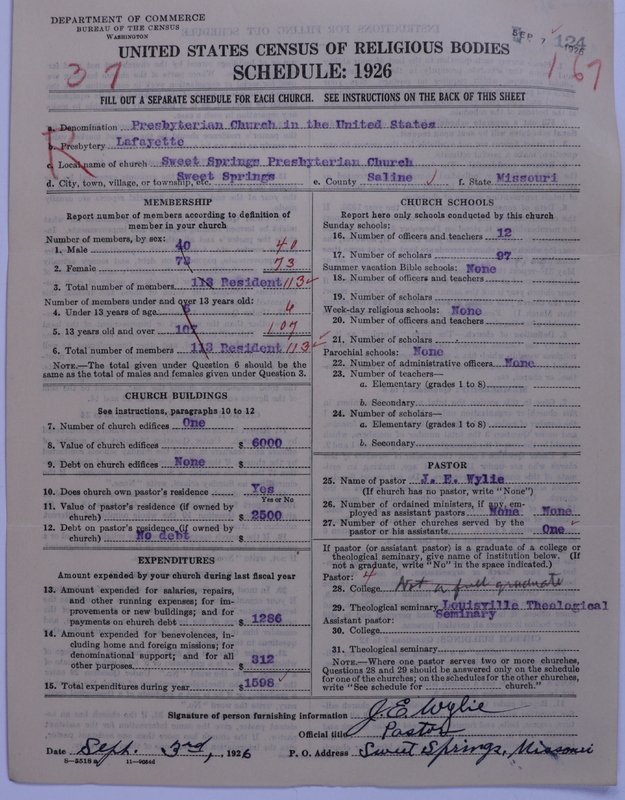 DEPARTMENT OF COMMERCE
BUREAU OF THE CENSUS
WASHINGTON
SEP 7 1926
124
UNITED STATES CENSUS OF RELIGIOUS BODIES
SCHEDULE: 1926
37
167
FILL OUT A SEPARATE SCHEDULE FOR EACH CHURCH. SEE INSTRUCTIONS ON THE BACK OF THIS SHEET
R
a. Denomination Presbyterian Church in the United States
b. Presbytery Lafayette
c. Local name of church Sweet Springs Presbyterian Church
d. City, town, village, or township, etc. Sweet Springs e. County Saline f. State Missouri
MEMBERSHIP
Report number of members according to definition of
member in your church
Number of members, by sex:
1. Male 40 40
2. Female 73 73
3. Total number of members 113 Resident 113
Number of members under and over 13 years old:
4. Under 13 years of age 6 6
5. 13 years old and over 107 107
6. Total number of members 113 Resident 113
NOTE.—The total given under Question 6 should be
same as the total of males and females given under Question 3.
CHURCH BUILDINGS
See instructions, paragraphs 10 to 12
7. Number of church edifices One
8. Value of church edifices $ 6000
9. Debt on church edifices None $
10. Does church own pastor's residence Yes
Yes or No
11. Value of pastor's residence (if owned by
church) $ 2500
12. Debt on pastor's residence (if owned by
church) No debt $
EXPENDITURES
Amount expended by your church during last fiscal year
13. Amount expended for salaries, repairs,
and other running expenses; for im-
provements or new buildings; and for
payments on church debt $ 1286
14. Amount expended for benevolences, in-
cluding home and foreign missions; for
denominational support; and for all
other purposes $ 312
15. Total expenditures during year $ 1598
CHURCH SCHOOLS
Report here only schools conducted by this church
Sunday schools:
16. Number of officers and teachers 12
17. Number of scholars 97
Summer vacation Bible schools: None
18. Number of officers and teachers
19. Number of scholars
Week-day religious schools: None
20. Number of officers and teachers
21. Number of scholars
Parochial schools: None
22. Number of administrative officers None
23. Number of teachers—
a. Elementary (grades 1 to 8)
b. Secondary
24. Number of scholars—
a. Elementary (grades 1 to 8)
b. Secondary
PASTOR
25. Name of pastor J. E. Wylie
(If church has no pastor, write "None")
26. Number of ordained ministers, if any, em-
ployed as assistant pastors None None
27. Number of other churches served by the
pastor or his assistants One
If pastor (or assistant pastor) is a graduate of a college or
theological seminary, give name of institution below. (If
not a graduate, write "No" in the space indicated.)
Pastor: 4
28. College Not a full graduate
29. Theological seminary Louisville Theological
Seminary
Assistant pastor:
30. College
31. Theological seminary
NOTE.—Where one pastor serves two or more churches,
Questions 28 and 29 should be answered only on the schedule
for one of the churches; on the schedules for the other churches,
write "See schedule for church."
Signature of person furnishing information J. E. Wylie
Official title Pastor
Date Sept. 3rd, 1926 P. O. Address Sweet Springs, Missouri
8—5518a 11—9084d